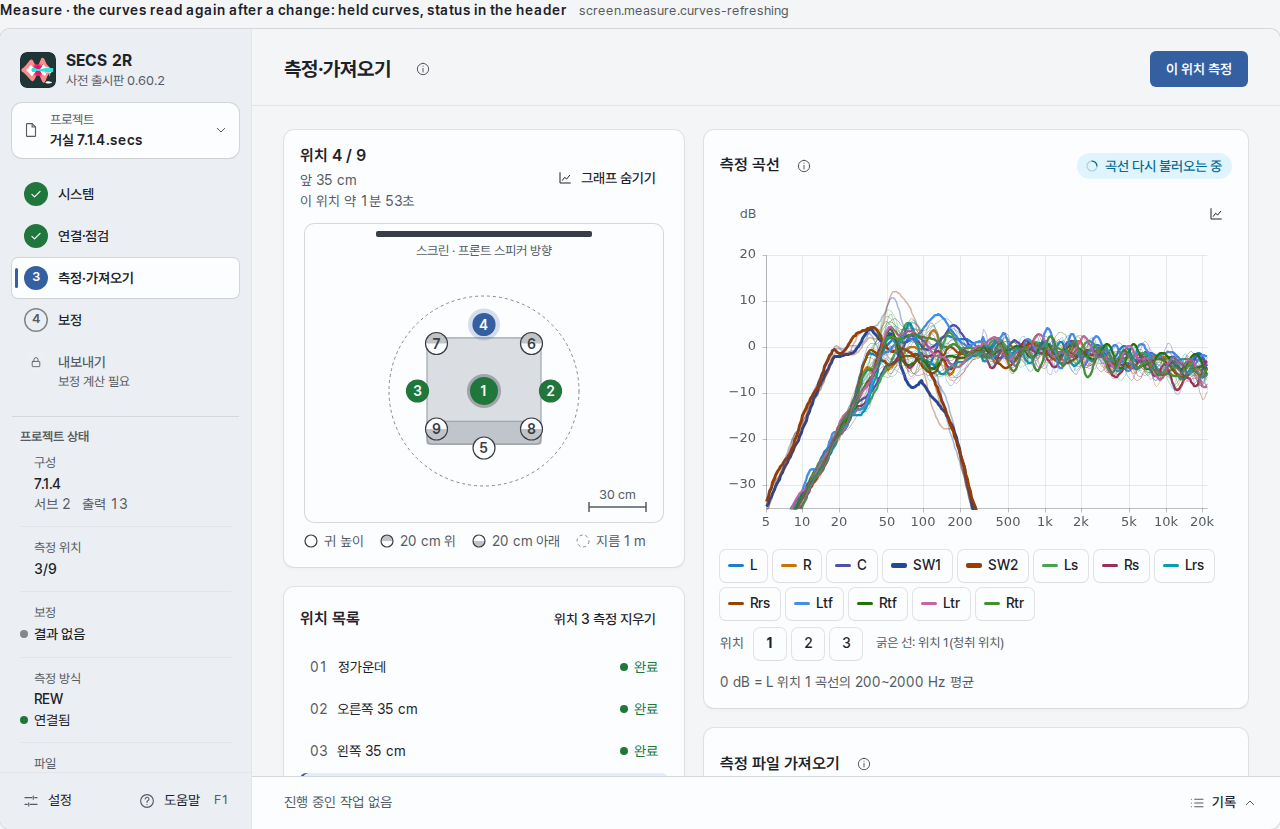 Measure · the curves read again after a change: held curves, status in the header screen.measure.curves-refreshing
SECS 2R
사전 출시판 0.60.2
프로젝트
거실 7.1.4.secs
시스템
연결·점검
3 측정·가져오기
4 보정
내보내기
보정 계산 필요
프로젝트 상태
구성
7.1.4
서브 2 출력 13
측정 위치
3/9
보정
결과 없음
측정 방식
REW
연결됨
파일
설정 도움말 F1
측정·가져오기
이 위치 측정
위치 4 / 9
앞 35 cm
이 위치 약 1분 53초
그래프 숨기기
스크린 · 프론트 스피커 방향
4
7 6
3 1 2
9 8
5
30 cm
귀 높이 20 cm 위 20 cm 아래 지름 1 m
위치 목록
위치 3 측정 지우기
01 정가운데 완료
02 오른쪽 35 cm 완료
03 왼쪽 35 cm 완료
측정 곡선
곡선 다시 불러오는 중
dB
20
10
0
−10
−20
−30
5 10 20 50 100 200 500 1k 2k 5k 10k 20k
L R C SW1 SW2 Ls Rs Lrs
Rrs Ltf Rtf Ltr Rtr
위치 1 2 3 굵은 선: 위치 1(청취 위치)
0 dB = L 위치 1 곡선의 200~2000 Hz 평균
측정 파일 가져오기
진행 중인 작업 없음
기록